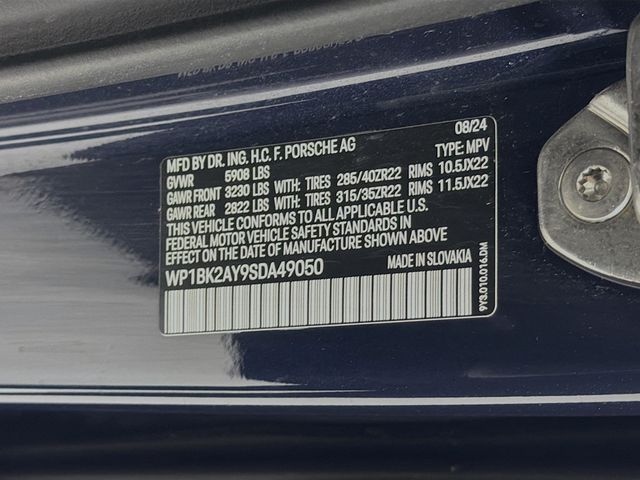 MFD BY DR. ING. H.C. F. PORSCHE AG 08/24
GVWR 5908 LBS TYPE: MPV
GAWR FRONT 3230 LBS WITH: TIRES 285/40ZR22 RIMS 10.5JX22
GAWR REAR 2822 LBS WITH: TIRES 315/35ZR22 RIMS 11.5JX22
THIS VEHICLE CONFORMS TO ALL APPLICABLE U.S.
FEDERAL MOTOR VEHICLE SAFETY STANDARDS IN
EFFECT ON THE DATE OF MANUFACTURE SHOWN ABOVE
WP1BK2AY9SDA49050 MADE IN SLOVAKIA
9Y3.010.016.DM